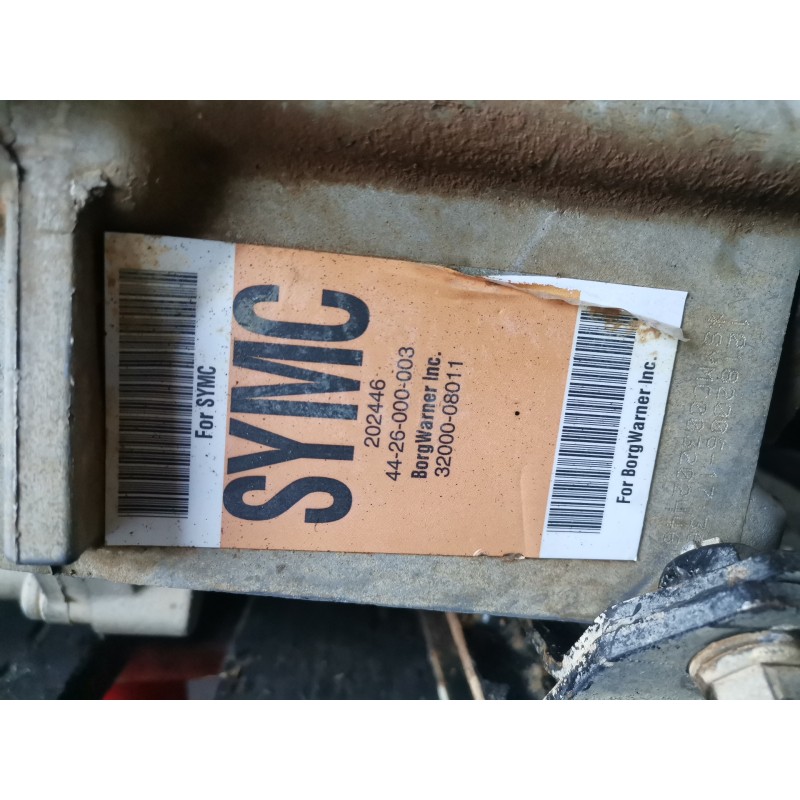 For SYMC
SYMC
202446
44-26-000-003
BorgWarner Inc.
32000-08011
For BorgWarner Inc.